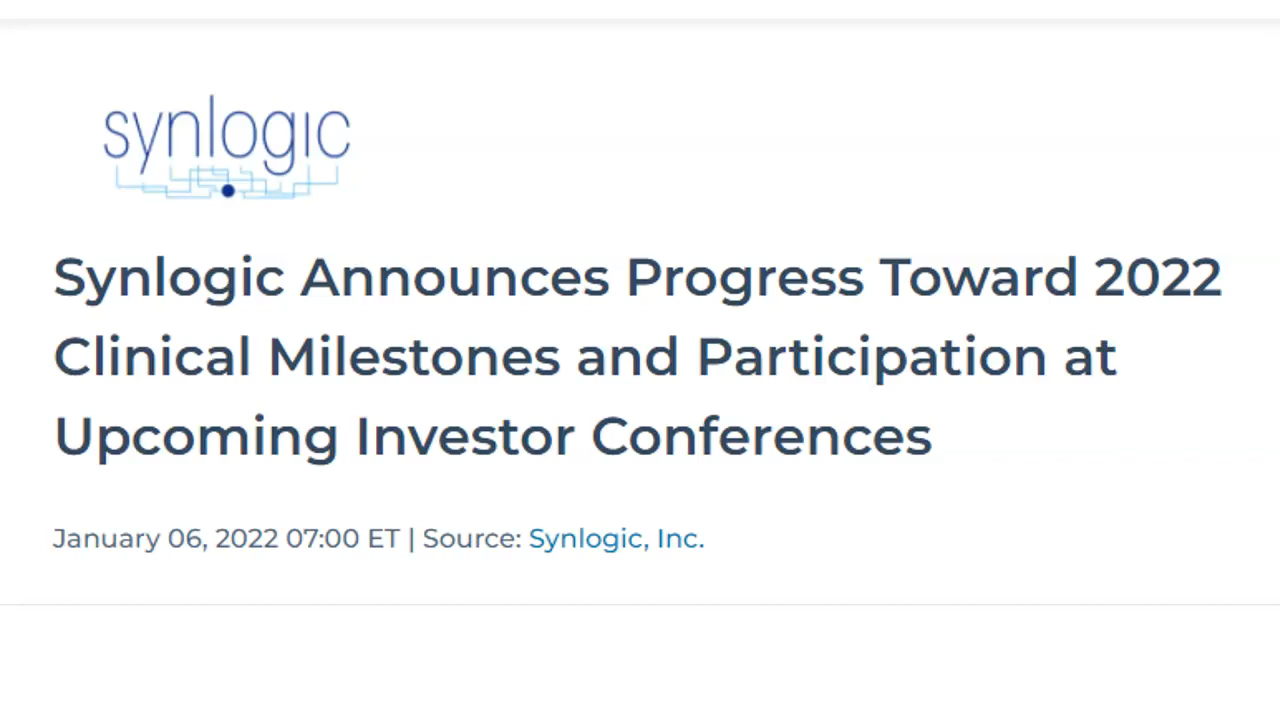 synlogic
Synlogic Announces Progress Toward 2022
Clinical Milestones and Participation at
Upcoming Investor Conferences
January 06, 2022 07:00 ET | Source: Synlogic, Inc.